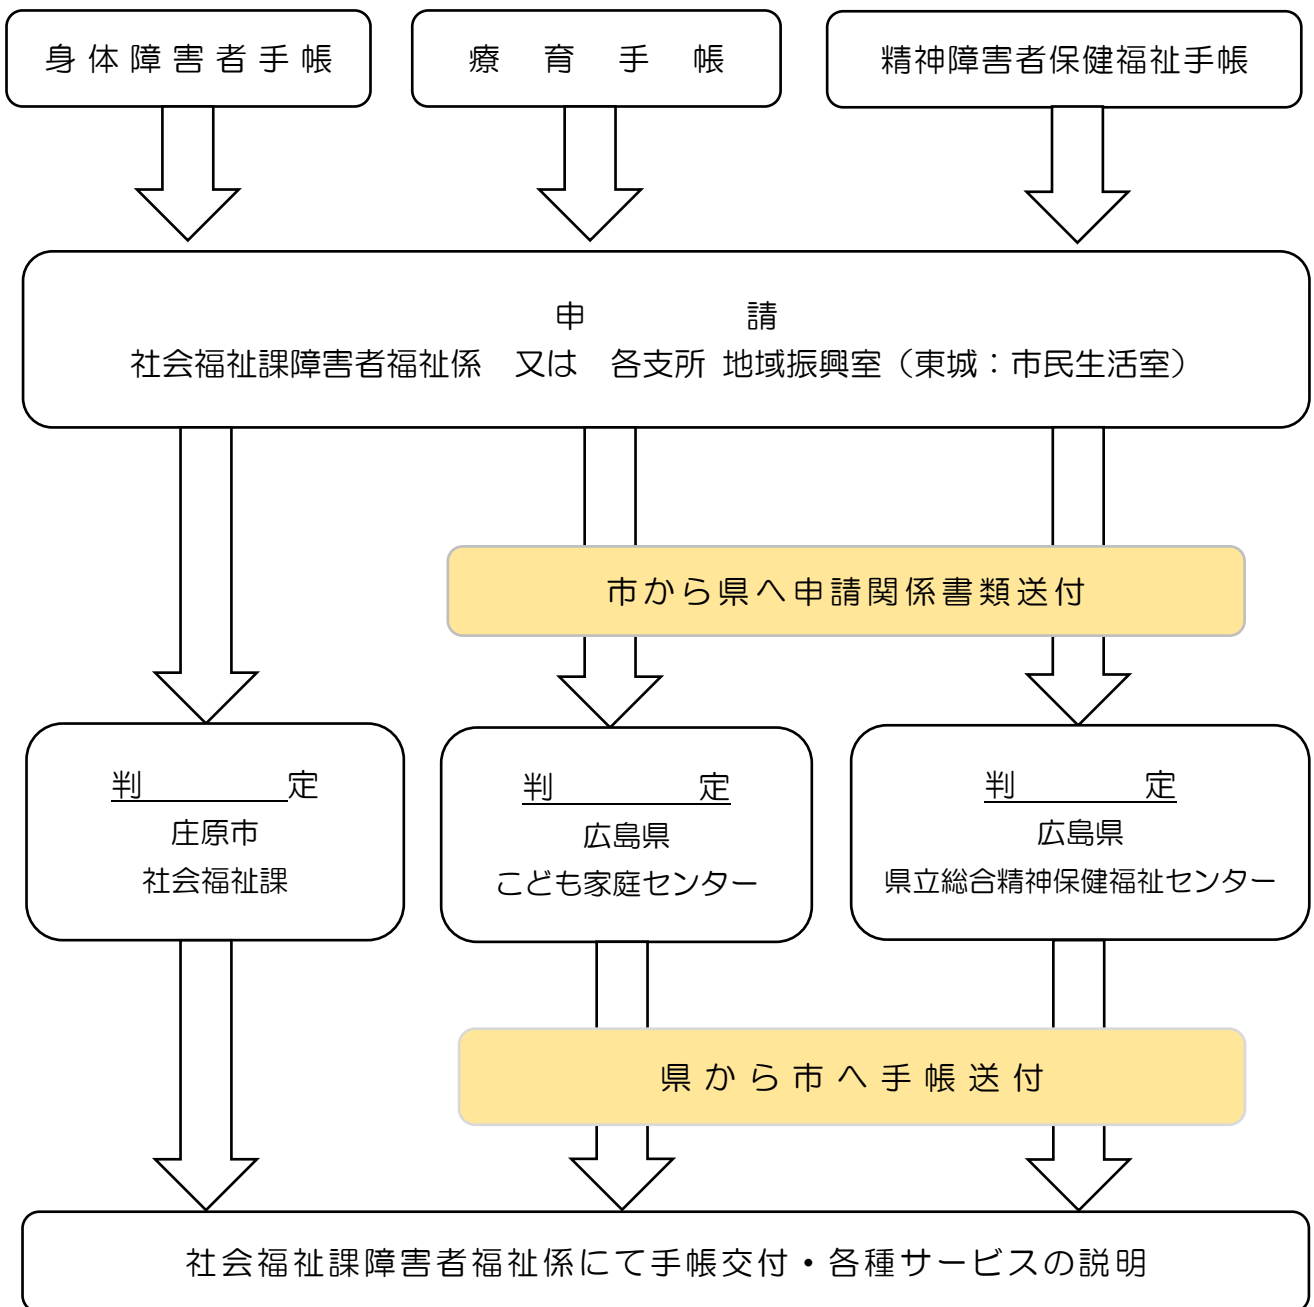 身体障害者手帳
療育手帳
精神障害者保健福祉手帳
申請
社会福祉課障害者福祉係 又は 各支所 地域振興室（東城：市民生活室）
市から県へ申請関係書類送付
判定
庄原市
社会福祉課
判定
広島県
こども家庭センター
判定
広島県
県立総合精神保健福祉センター
県から市へ手帳送付
社会福祉課障害者福祉係にて手帳交付・各種サービスの説明